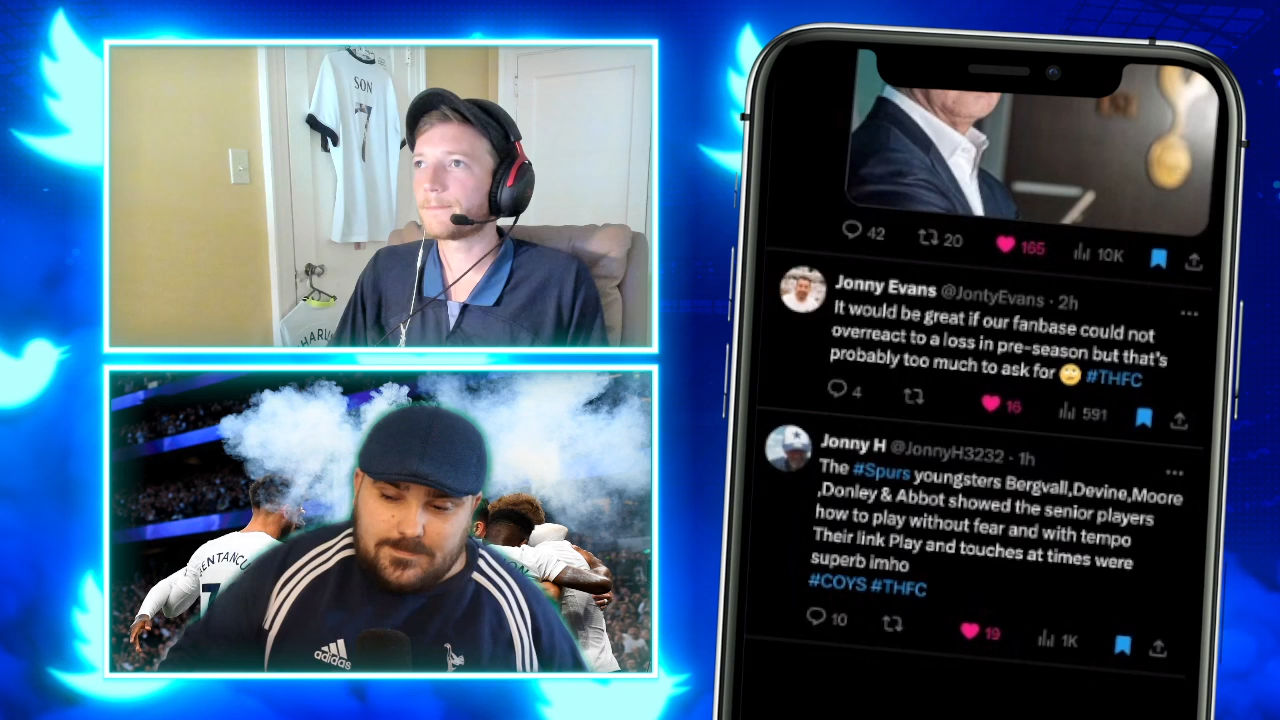 SON
7
HARU
BENTANCU
adidas
42
20
165
10K
Jonny Evans @JontyEvans · 2h
It would be great if our fanbase could not
overreact to a loss in pre-season but that's
probably too much to ask for 🙄 #THFC
4
16
591
Jonny H @JonnyH3232 · 1h
The #Spurs youngsters Bergvall,Devine,Moore
,Donley & Abbot showed the senior players
how to play without fear and with tempo
Their link Play and touches at times were
superb imho
#COYS #THFC
10
19
1K